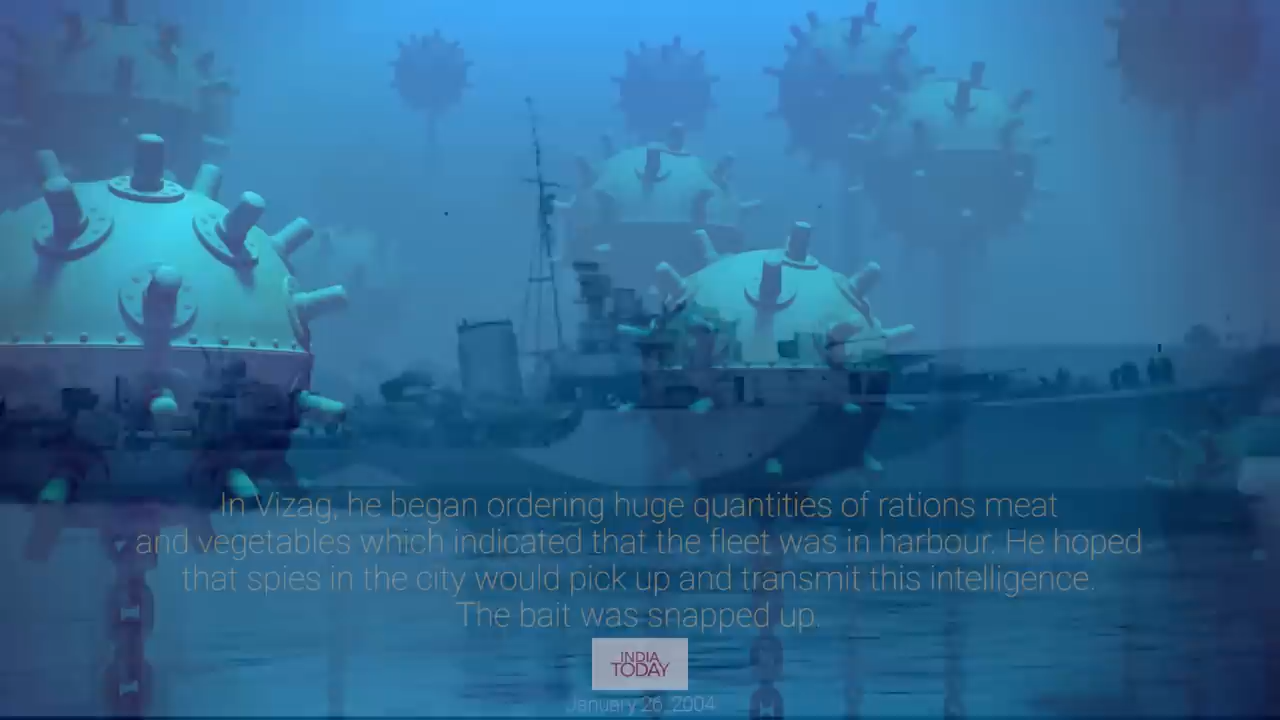 In Vizag, he began ordering huge quantities of rations meat
and vegetables which indicated that the fleet was in harbour. He hoped
that spies in the city would pick up and transmit this intelligence.
The bait was snapped up.
INDIA
TODAY
January 26, 2004